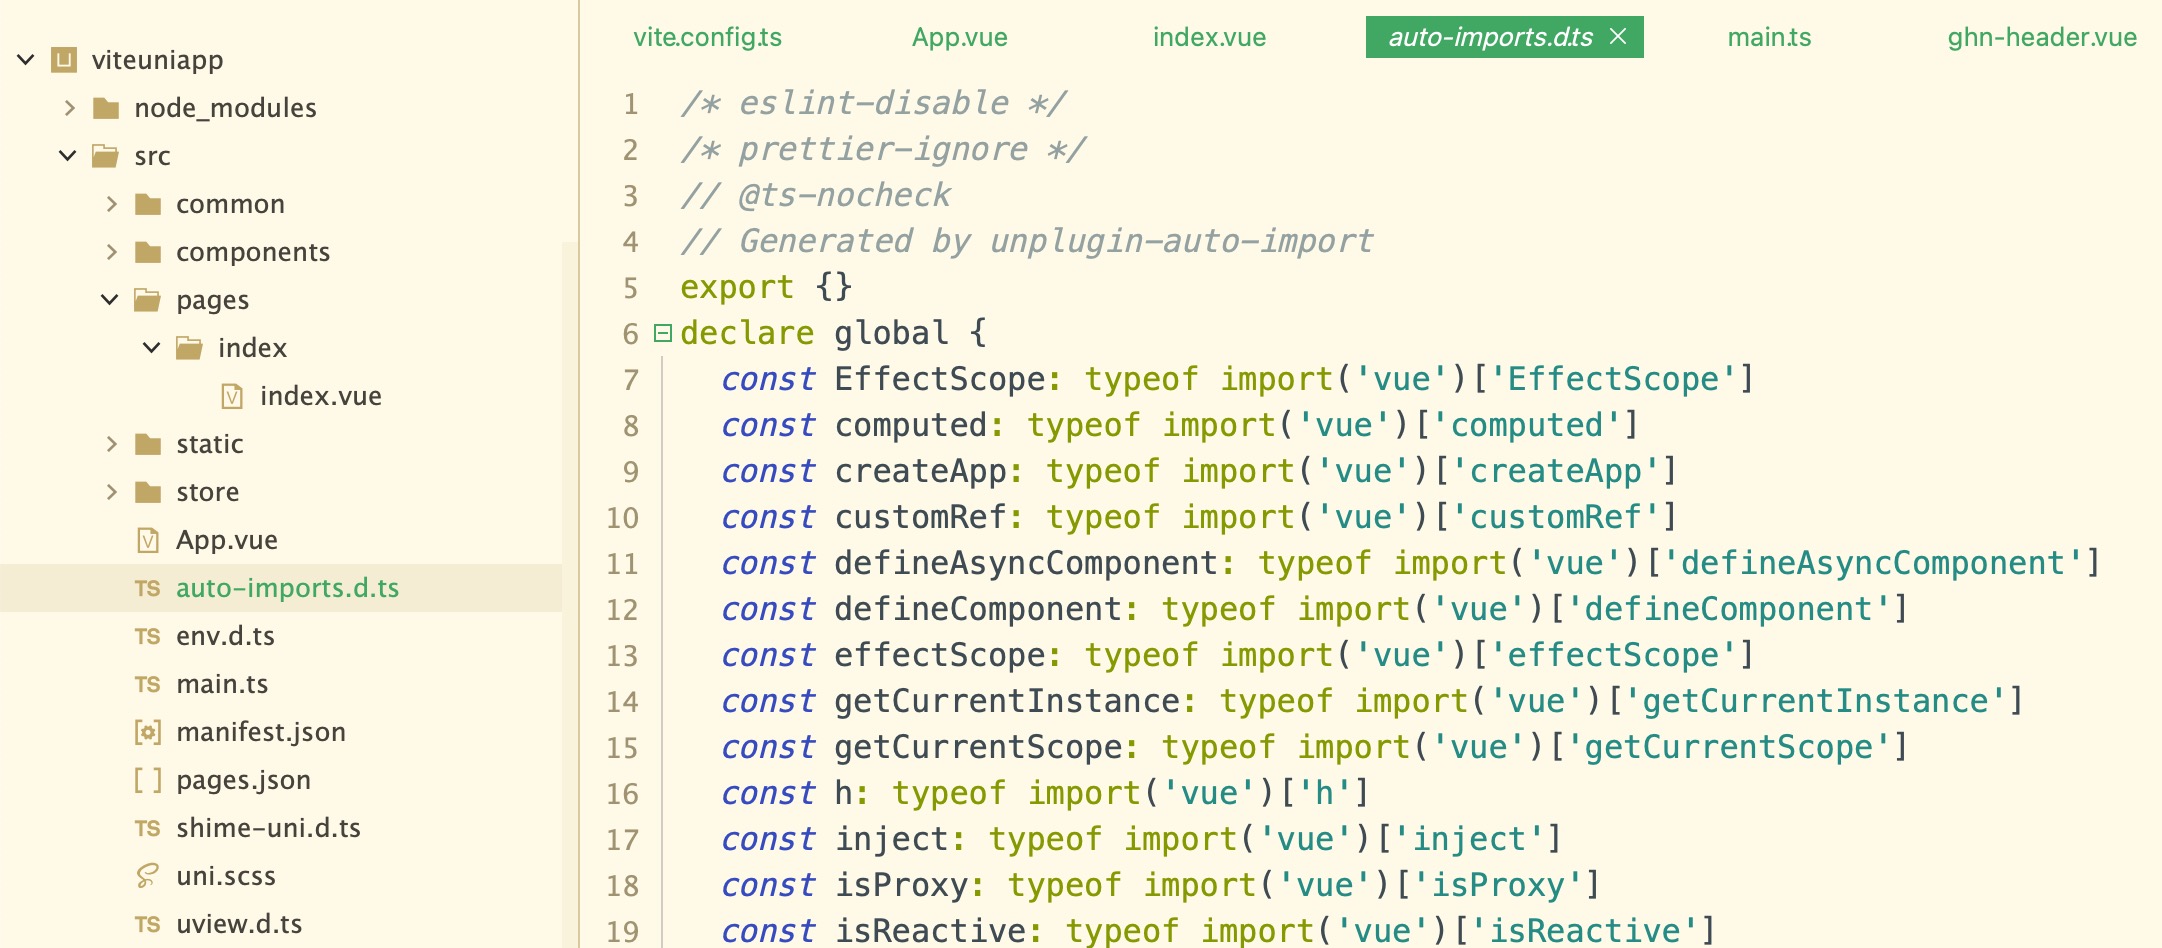 viteuniapp
node_modules
src
common
components
pages
index
index.vue
static
store
App.vue
TS auto-imports.d.ts
TS env.d.ts
TS main.ts
manifest.json
[ ] pages.json
TS shime-uni.d.ts
uni.scss
TS uview.d.ts
vite.config.ts App.vue index.vue auto-imports.d.ts × main.ts ghn-header.vue
1 /* eslint-disable */
2 /* prettier-ignore */
3 // @ts-nocheck
4 // Generated by unplugin-auto-import
5 export {}
6 declare global {
7 const EffectScope: typeof import('vue')['EffectScope']
8 const computed: typeof import('vue')['computed']
9 const createApp: typeof import('vue')['createApp']
10 const customRef: typeof import('vue')['customRef']
11 const defineAsyncComponent: typeof import('vue')['defineAsyncComponent']
12 const defineComponent: typeof import('vue')['defineComponent']
13 const effectScope: typeof import('vue')['effectScope']
14 const getCurrentInstance: typeof import('vue')['getCurrentInstance']
15 const getCurrentScope: typeof import('vue')['getCurrentScope']
16 const h: typeof import('vue')['h']
17 const inject: typeof import('vue')['inject']
18 const isProxy: typeof import('vue')['isProxy']
19 const isReactive: typeof import('vue')['isReactive']